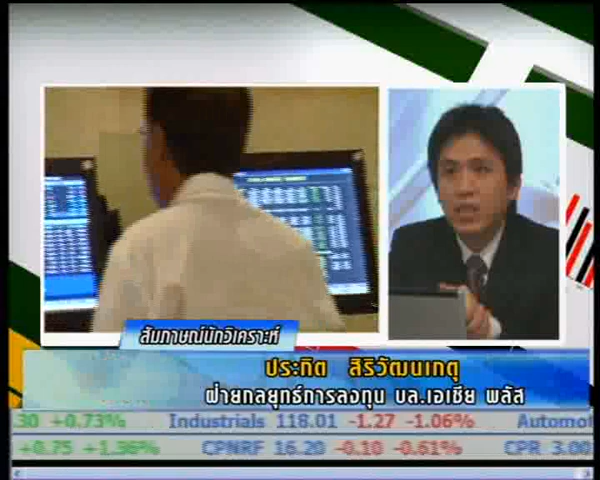 สัมภาษณ์นักวิเคราะห์
ประกิต สิริวัฒนเกตุ
ฝ่ายกลยุทธ์การลงทุน บล.เอเชีย พลัส
.30 +0.73% Industrials 118.01 -1.27 -1.06% Automo
+0.75 +1.36% CPNRF 16.20 -0.10 -0.61% CPR 3.00